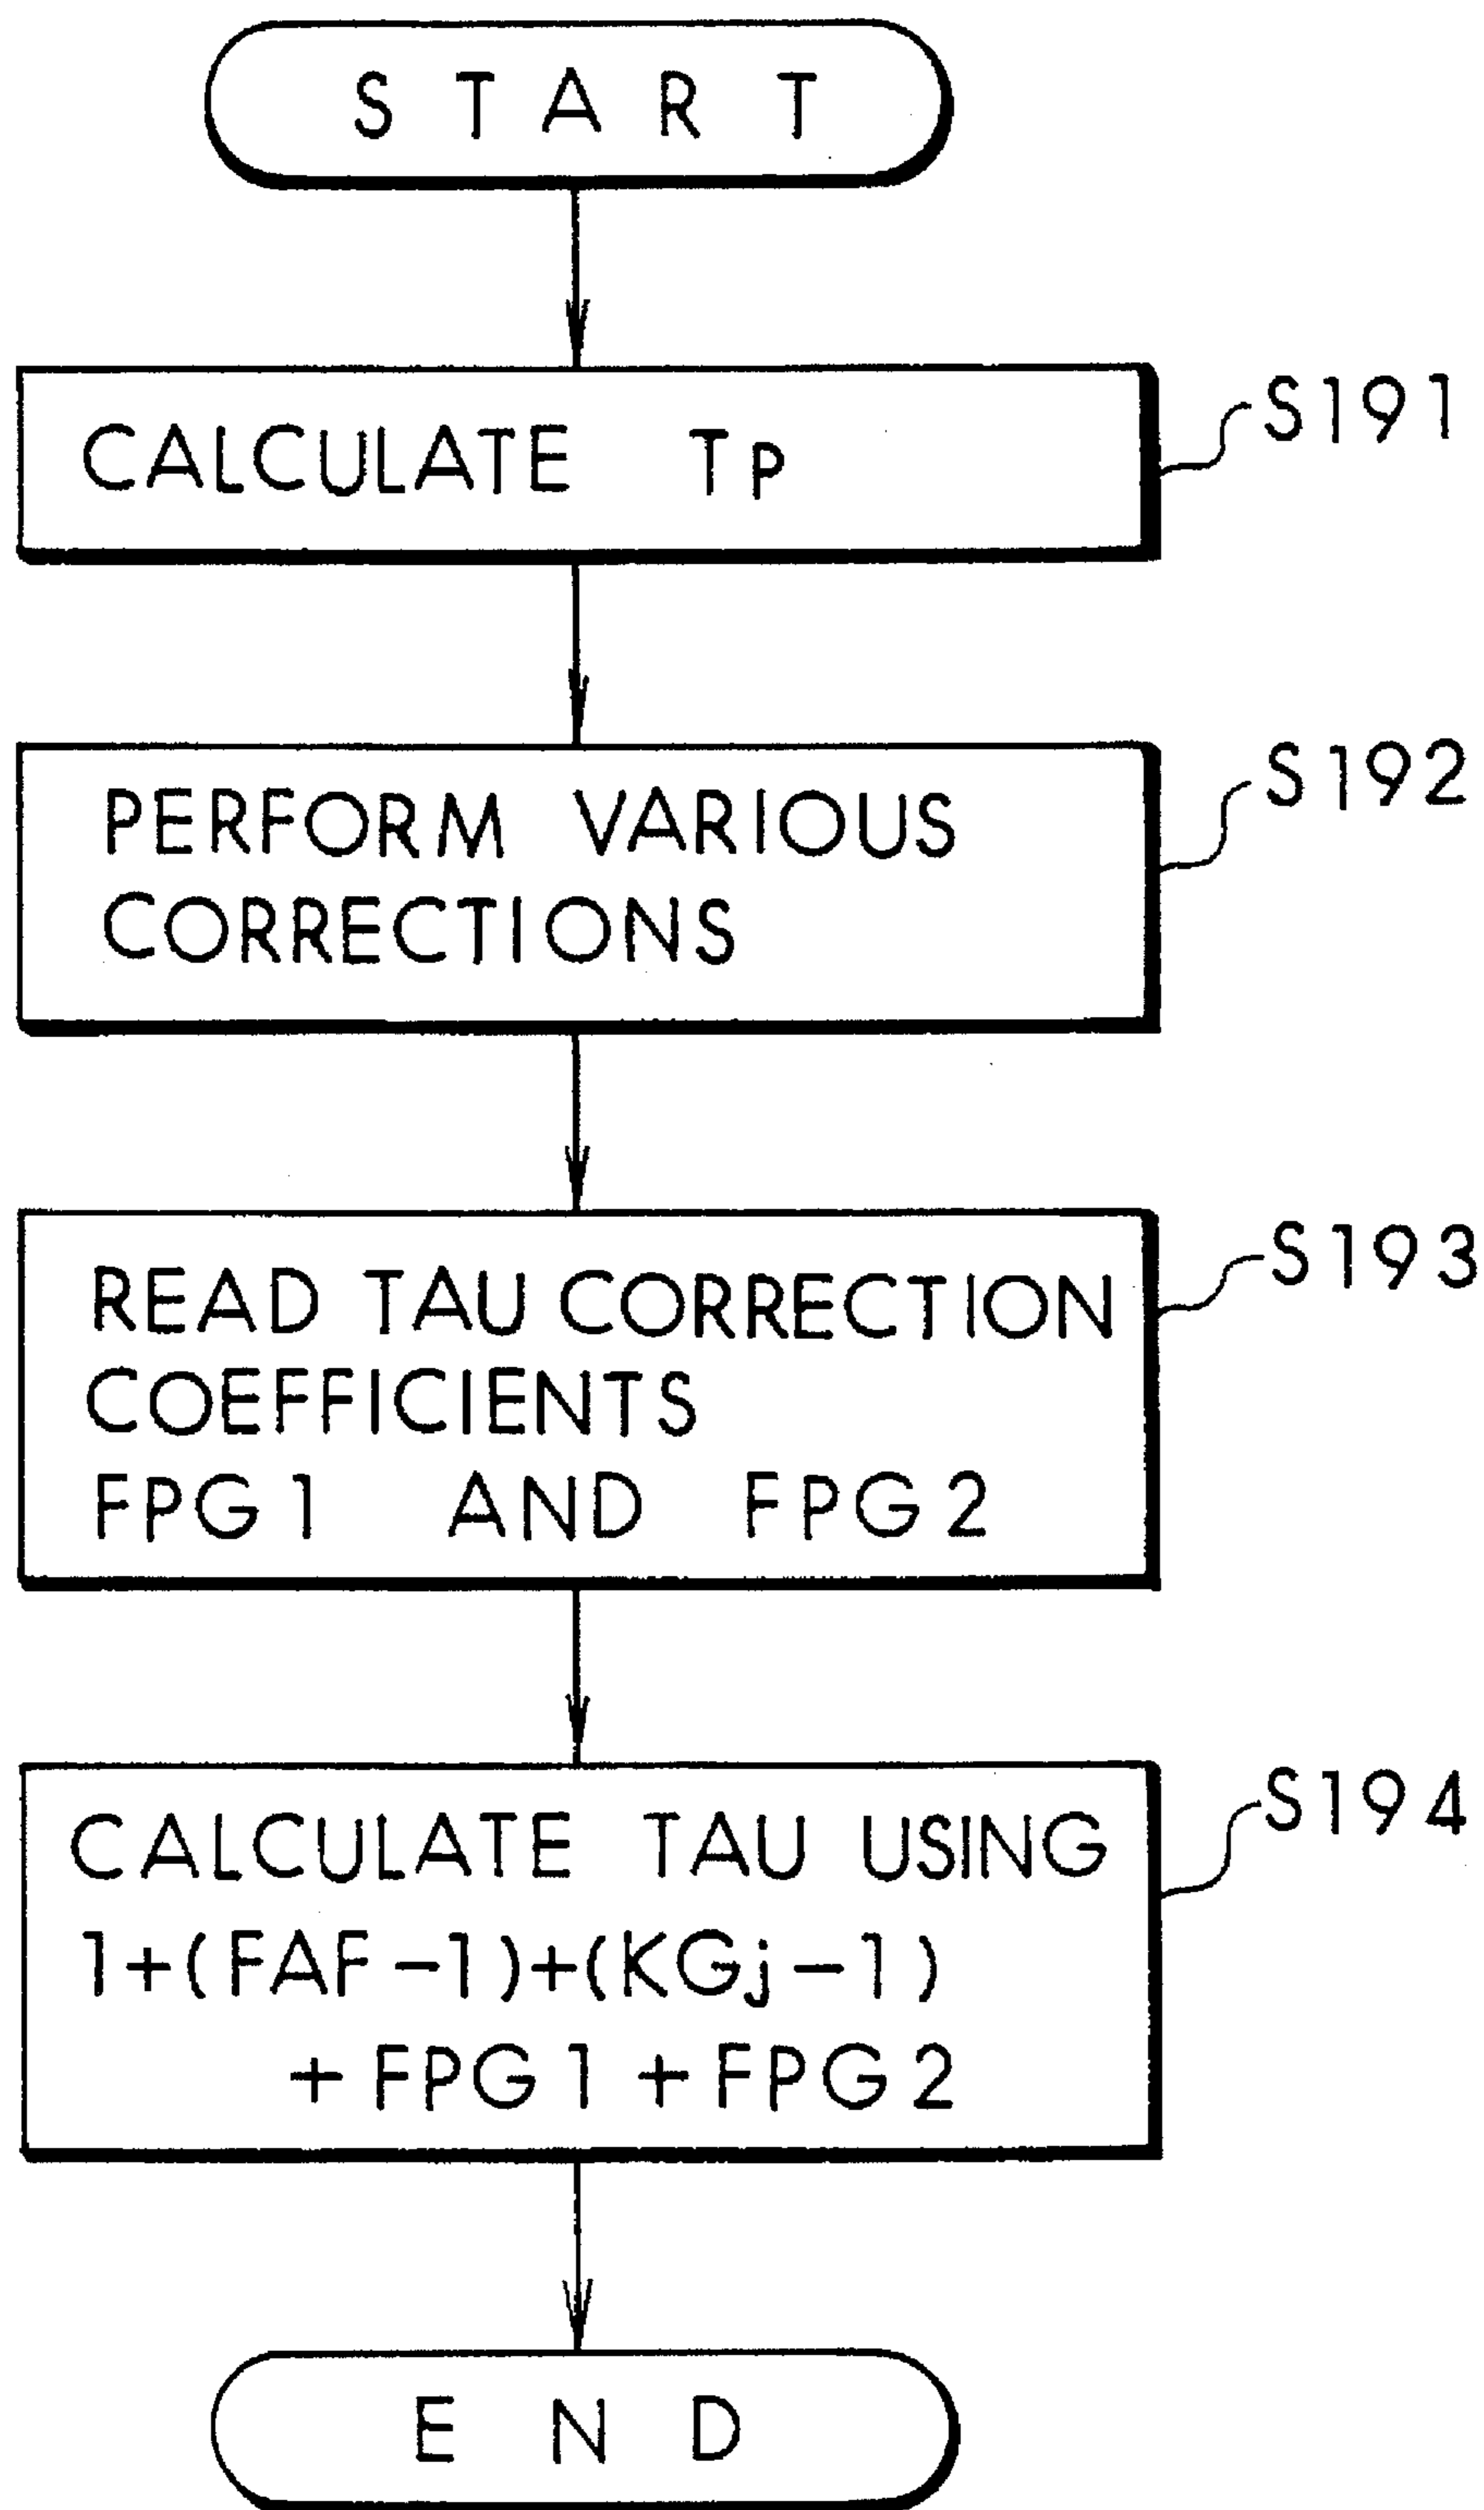 START
CALCULATE TP
S191
PERFORM VARIOUS
CORRECTIONS
S192
READ TAU CORRECTION
COEFFICIENTS
FPG1 AND FPG2
S193
CALCULATE TAU USING
1+(FAF-1)+(KGj-1)
+FPG1+FPG2
S194
END